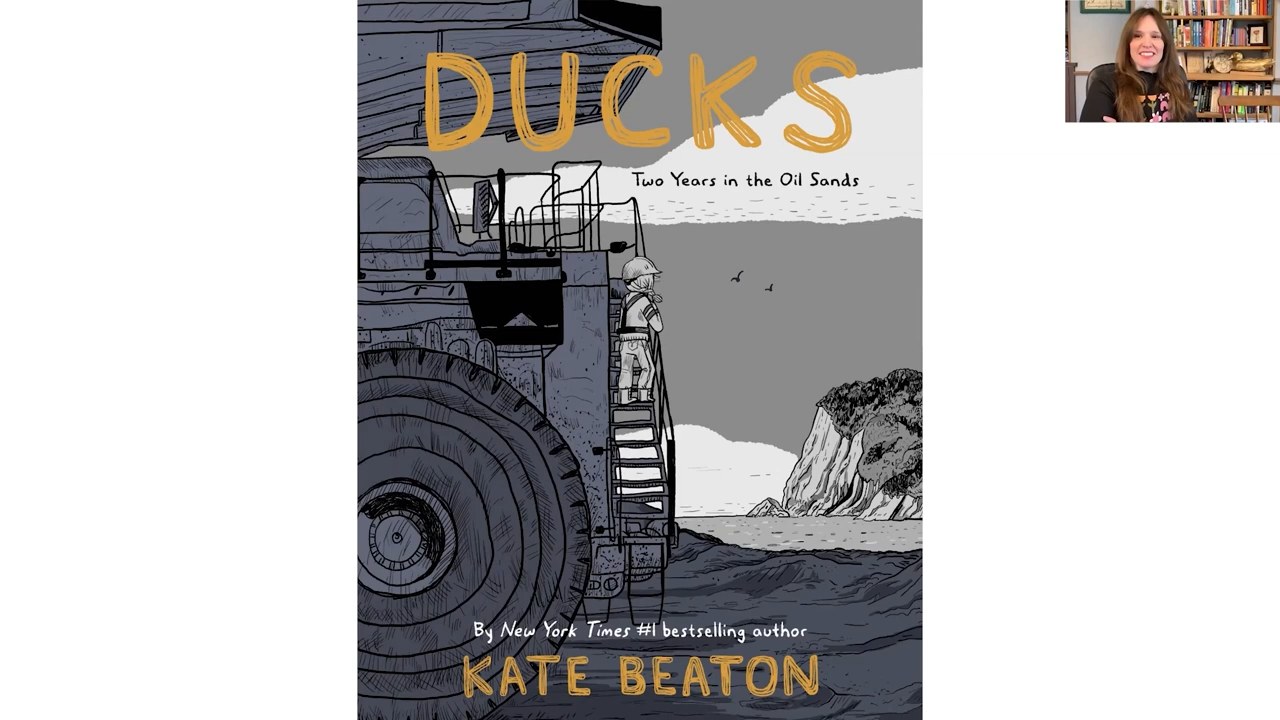 DUCKS
Two Years in the Oil Sands
By New York Times #1 bestselling author
KATE BEATON